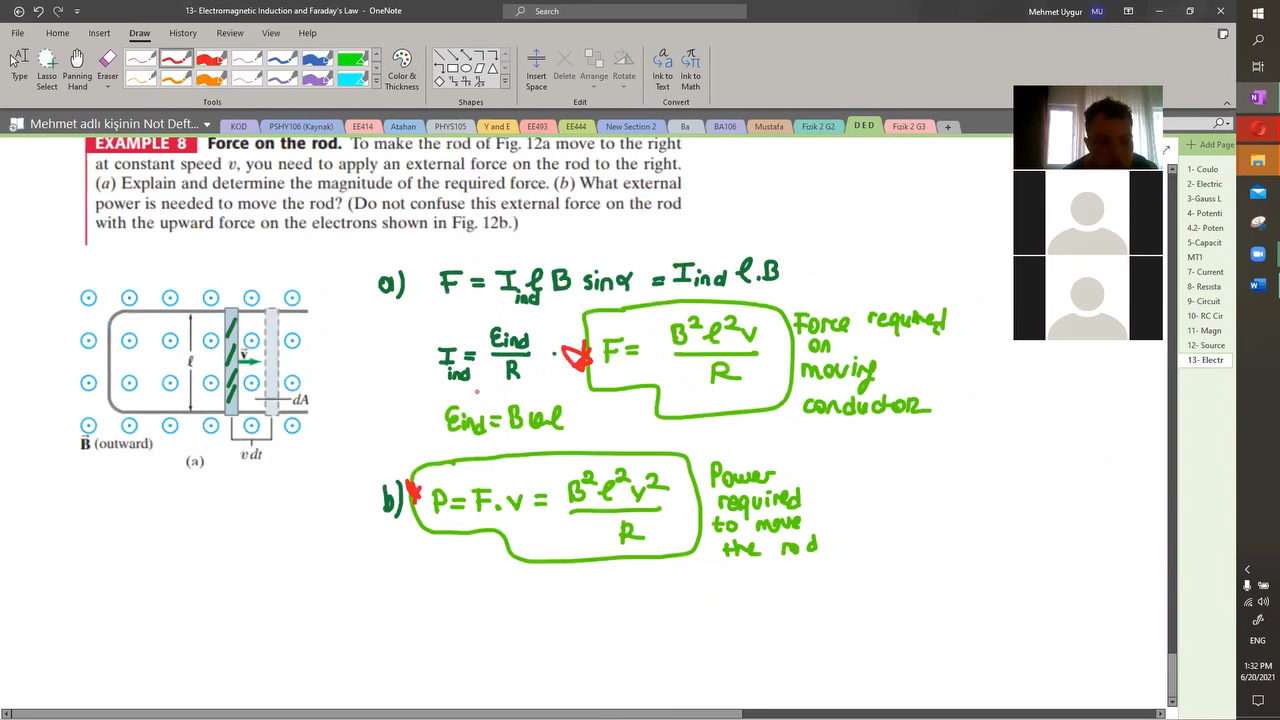 13- Electromagnetic Induction and Faraday's Law - OneNote
Search
Mehmet Uygur
MU
File
Home
Insert
Draw
History
Review
View
Help
Type
Lasso Select
Panning Hand
Eraser
Color & Thickness
Insert Space
Delete
Arrange
Rotate
Ink to Text
Ink to Math
Tools
Shapes
Edit
Convert
Mehmet adlı kişinin Not Deft...
KOD
PSHY106 (Kaynak)
EE414
Atahan
PHYS105
Y and E
EE493
EE444
New Section 2
Ba
BA106
Mustafa
Fizik 2 G2
D E D
Fizik 2 G3
+
EXAMPLE 8 Force on the rod. To make the rod of Fig. 12a move to the right
at constant speed v, you need to apply an external force on the rod to the right.
(a) Explain and determine the magnitude of the required force. (b) What external
power is needed to move the rod? (Do not confuse this external force on the rod
with the upward force on the electrons shown in Fig. 12b.)
a) F = I ind l B sinα = I ind l . B
I ind = Eind / R
F = B² l² v / R
Force required
on
moving
conductor
Eind = B v l
b) P = F . v = B² l² v² / R
Power
required
to move
the rod
l
v
dA
B (outward)
v dt
(a)
Add Page
1- Coulo
2- Electric
3-Gauss L
4- Potenti
4.2- Poten
5-Capacit
MT1
7- Current
8- Resista
9- Circuit
10- RC Cir
11- Magn
12- Source
13- Electr
ENG
1:32 PM
6/20/2021